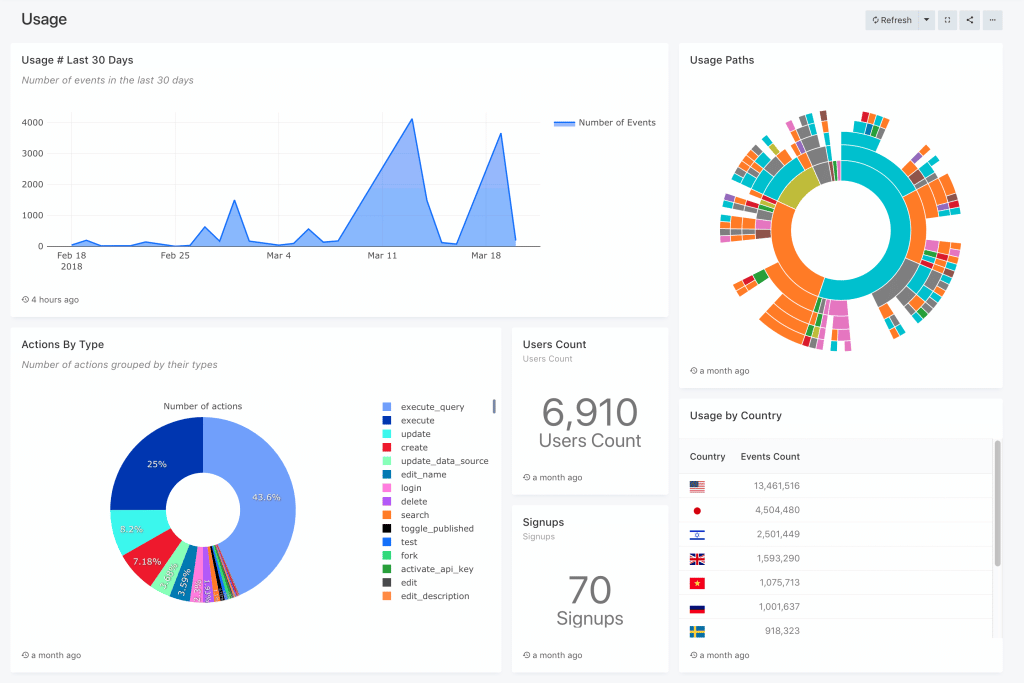 Usage
Refresh
Usage # Last 30 Days
Number of events in the last 30 days
4000
3000
2000
1000
0
Feb 18
2018
Feb 25
Mar 4
Mar 11
Mar 18
Number of Events
4 hours ago
Usage Paths
a month ago
Actions By Type
Number of actions grouped by their types
Number of actions
43.6%
25%
8.2%
7.18%
3.59%
execute_query
execute
update
create
update_data_source
edit_name
login
delete
search
toggle_published
test
fork
activate_api_key
edit
edit_description
a month ago
Users Count
Users Count
6,910
Users Count
a month ago
Signups
Signups
70
Signups
a month ago
Usage by Country
Country Events Count
13,461,516
4,504,480
2,501,449
1,593,290
1,075,713
1,001,637
918,323
a month ago